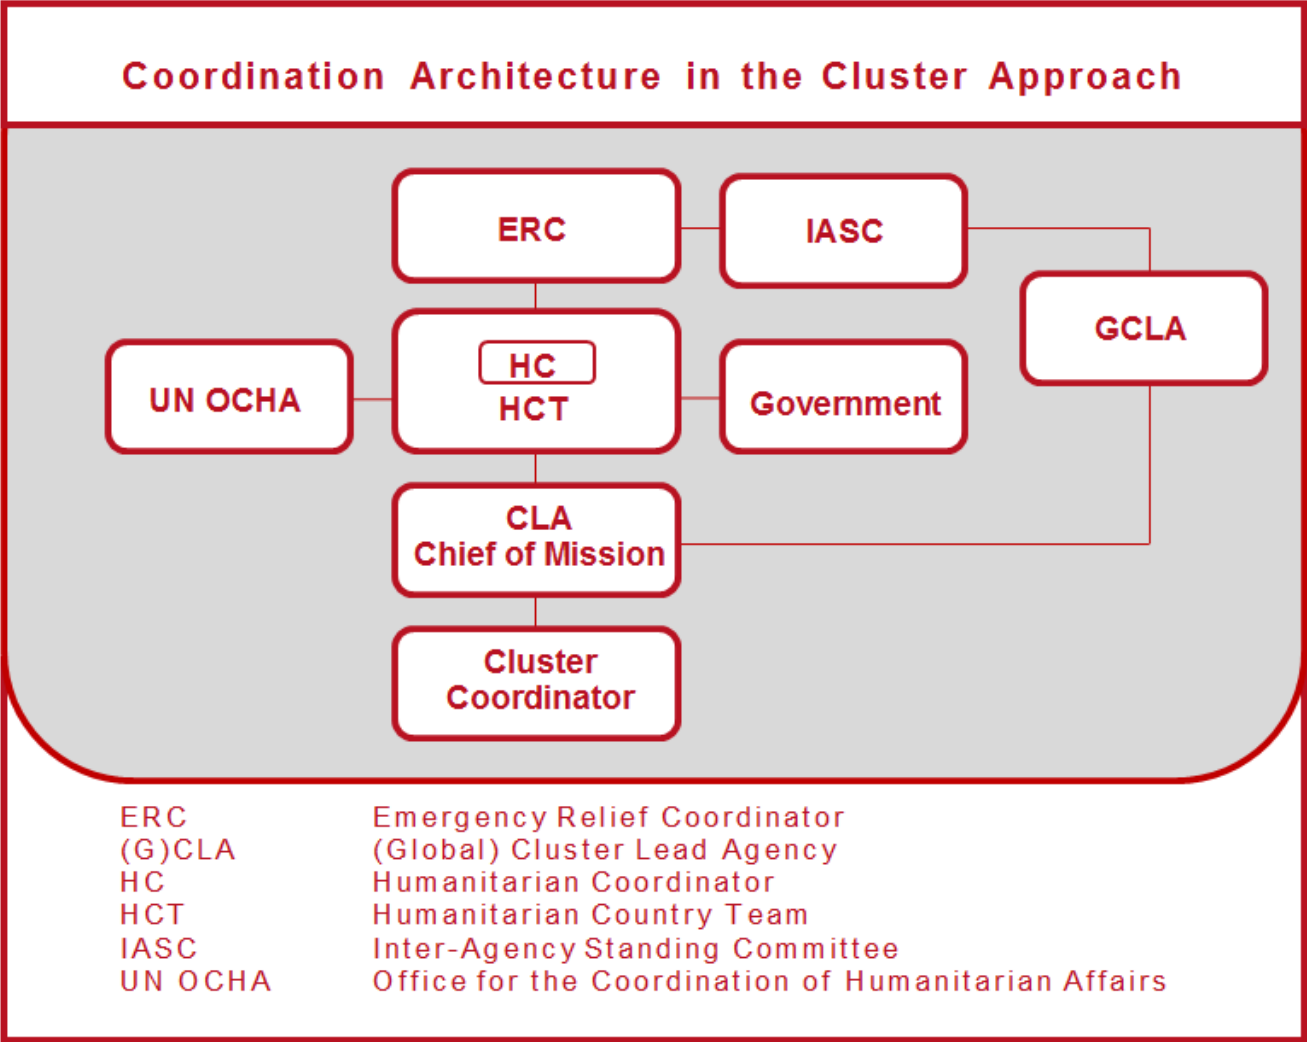 Coordination Architecture in the Cluster Approach
ERC
IASC
GCLA
HC
HCT
UN OCHA
Government
CLA
Chief of Mission
Cluster
Coordinator
ERC Emergency Relief Coordinator
(G)CLA (Global) Cluster Lead Agency
HC Humanitarian Coordinator
HCT Humanitarian Country Team
IASC Inter-Agency Standing Committee
UN OCHA Office for the Coordination of Humanitarian Affairs